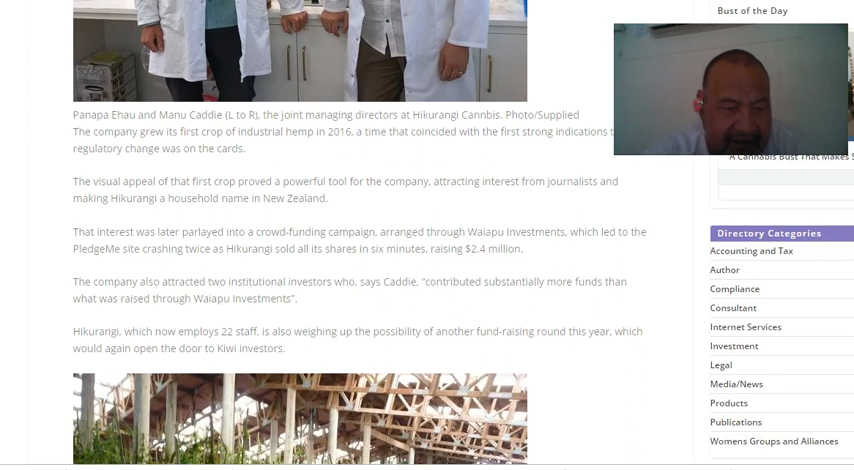 Bust of the Day
Panapa Ehau and Manu Caddie (L to R), the joint managing directors at Hikurangi Cannbis. Photo/Supplied
The company grew its first crop of industrial hemp in 2016, a time that coincided with the first strong indications
regulatory change was on the cards.
A Cannabis Bust That Makes
The visual appeal of that first crop proved a powerful tool for the company, attracting interest from journalists and
making Hikurangi a household name in New Zealand.
That interest was later parlayed into a crowd-funding campaign, arranged through Waiapu Investments, which led to the
PledgeMe site crashing twice as Hikurangi sold all its shares in six minutes, raising $2.4 million.
The company also attracted two institutional investors who, says Caddie, “contributed substantially more funds than
what was raised through Waiapu Investments”.
Hikurangi, which now employs 22 staff, is also weighing up the possibility of another fund-raising round this year, which
would again open the door to Kiwi investors.
Directory Categories
Accounting and Tax
Author
Compliance
Consultant
Internet Services
Investment
Legal
Media/News
Products
Publications
Womens Groups and Alliances